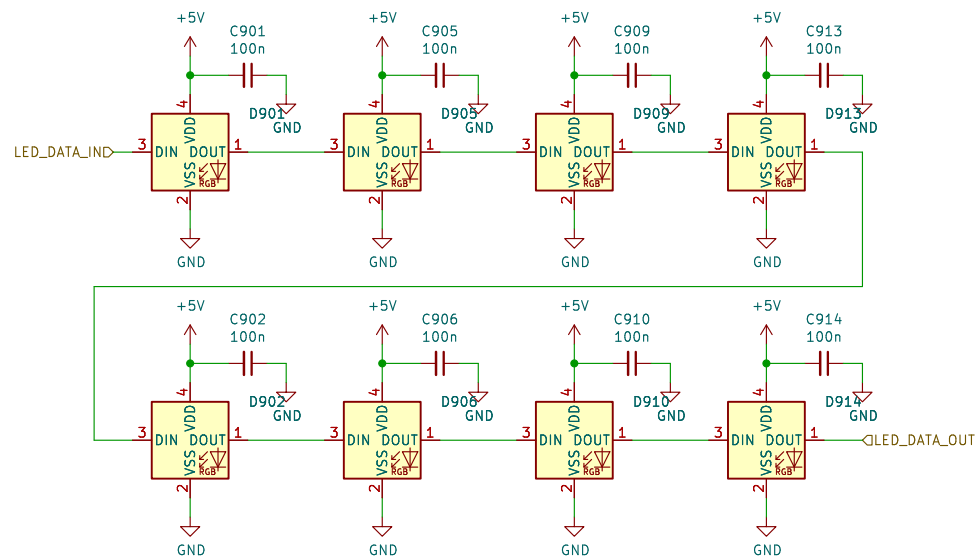 +5V +5V +5V +5V
C901 C905 C909 C913
100n 100n 100n 100n
4 4 4 4
D901 D905 D909 D913
GND GND GND GND
VDD VDD VDD VDD
LED_DATA_IN 3 DIN DOUT 1 3 DIN DOUT 1 3 DIN DOUT 1 3 DIN DOUT 1
VSS VSS VSS VSS
RGB RGB RGB RGB
2 2 2 2
GND GND GND GND
+5V +5V +5V +5V
C902 C906 C910 C914
100n 100n 100n 100n
4 4 4 4
D902 D906 D910 D914
GND GND GND GND
VDD VDD VDD VDD
3 DIN DOUT 1 3 DIN DOUT 1 3 DIN DOUT 1 3 DIN DOUT 1 LED_DATA_OUT
VSS VSS VSS VSS
RGB RGB RGB RGB
2 2 2 2
GND GND GND GND